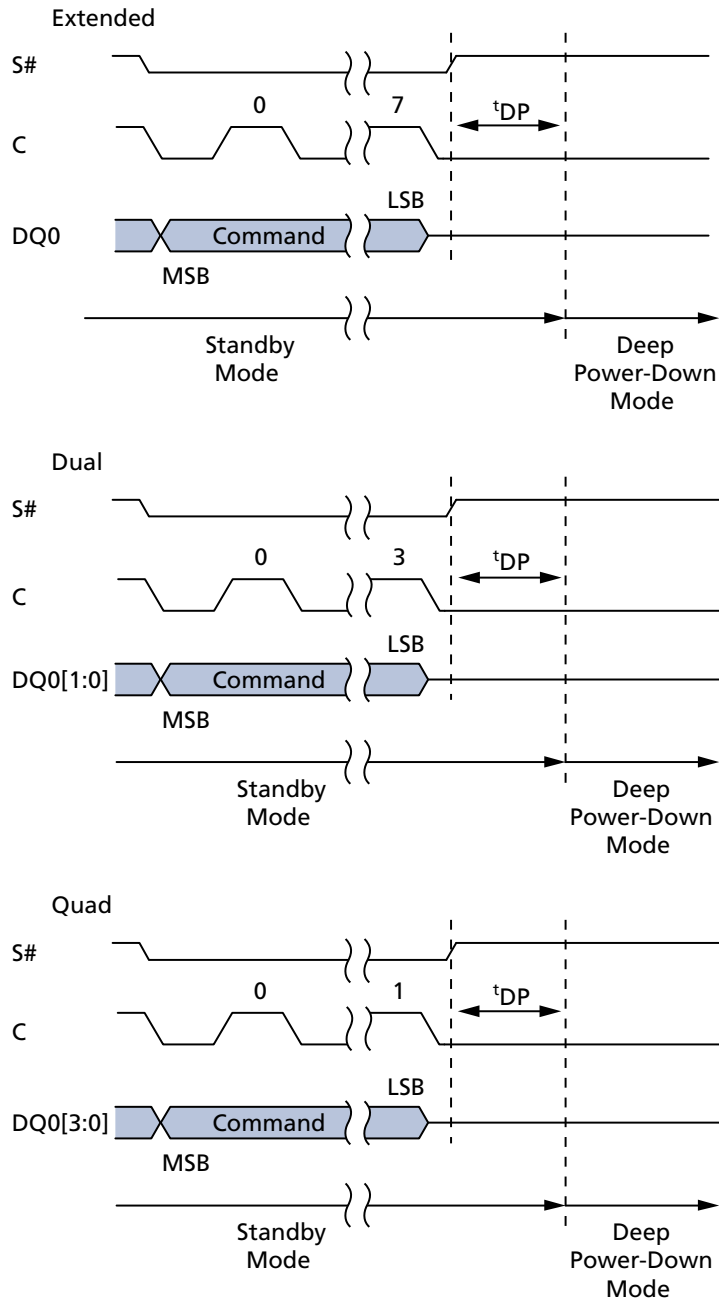 Extended
S#
0 7
tDP
C
LSB
DQ0
Command
MSB
Standby
Mode
Deep
Power-Down
Mode
Dual
S#
0 3
tDP
C
LSB
DQ0[1:0]
Command
MSB
Standby
Mode
Deep
Power-Down
Mode
Quad
S#
0 1
tDP
C
LSB
DQ0[3:0]
Command
MSB
Standby
Mode
Deep
Power-Down
Mode